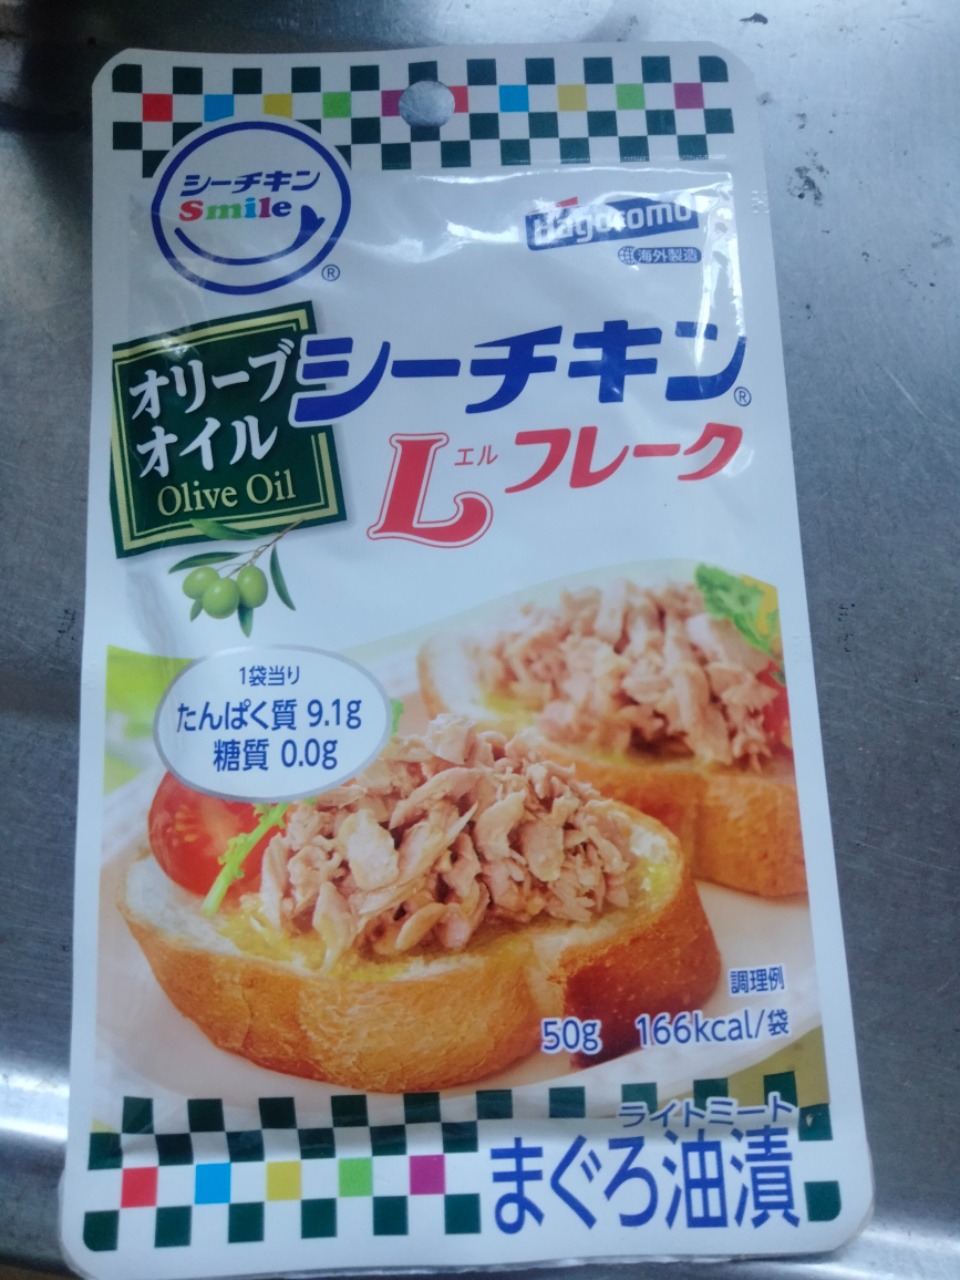 シーチキン
Smile
®
Hagoromo
海外製造
オリーブ
オイル
Olive Oil
シーチキン®
Lエルフレーク
1袋当り
たんぱく質 9.1g
糖質 0.0g
調理例
50g 166kcal/袋
ライトミート
まぐろ油漬